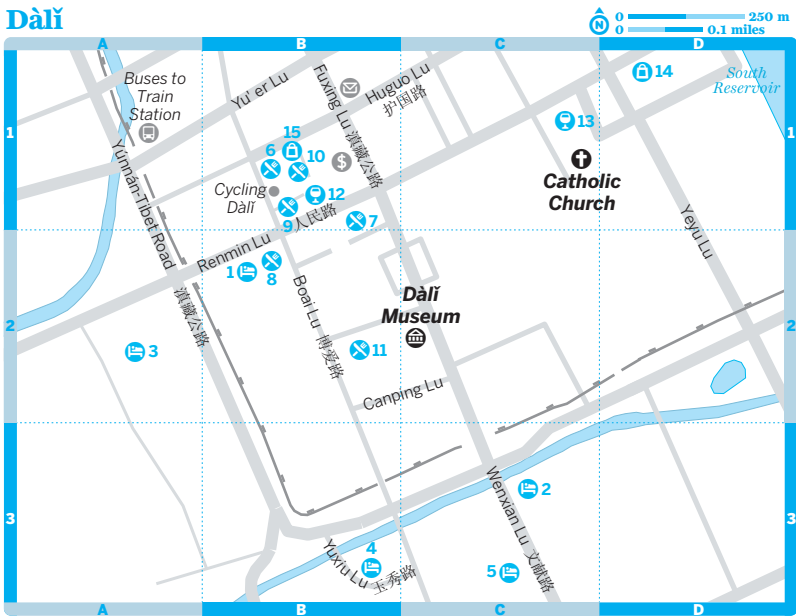 Dàlǐ
N
0 250 m
0 0.1 miles
A B C D
1
Buses to
Train
Station
Yu' er Lu
Fuxing Lu 滇藏公路
Huguo Lu
护国路
14
South
Reservoir
13
Catholic
Church
15
6 10
$
Cycling
Dàlǐ
12
9
7
1
Yúnnán-Tibet Road
滇藏公路
Renmin Lu 人民路
1
8
Yeyu Lu
2
Boai Lu 博爱路
Dàlǐ
Museum
3
11
2
Canping Lu
3
Wenxian Lu 文献路
2
Yuxiu Lu 玉秀路
4
5
3
A B C D